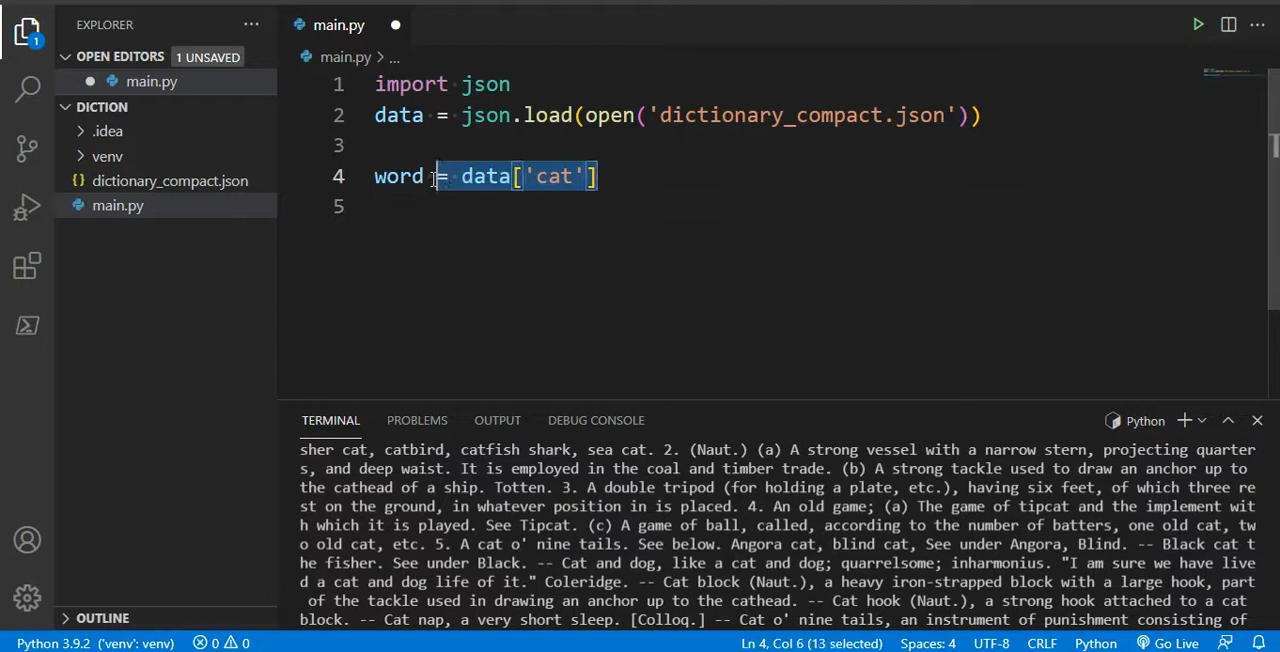 EXPLORER
OPEN EDITORS 1 UNSAVED
main.py
DICTION
.idea
venv
{} dictionary_compact.json
main.py
OUTLINE
1
main.py
main.py > ...
1 import json
2 data = json.load(open('dictionary_compact.json'))
3
4 word = data['cat']
5
TERMINAL PROBLEMS OUTPUT DEBUG CONSOLE Python
sher cat, catbird, catfish shark, sea cat. 2. (Naut.) (a) A strong vessel with a narrow stern, projecting quarter
s, and deep waist. It is employed in the coal and timber trade. (b) A strong tackle used to draw an anchor up to
the cathead of a ship. Totten. 3. A double tripod (for holding a plate, etc.), having six feet, of which three re
st on the ground, in whatever position in is placed. 4. An old game; (a) The game of tipcat and the implement wit
h which it is played. See Tipcat. (c) A game of ball, called, according to the number of batters, one old cat, tw
o old cat, etc. 5. A cat o' nine tails. See below. Angora cat, blind cat, See under Angora, Blind. -- Black cat t
he fisher. See under Black. -- Cat and dog, like a cat and dog; quarrelsome; inharmonious. "I am sure we have live
d a cat and dog life of it." Coleridge. -- Cat block (Naut.), a heavy iron-strapped block with a large hook, part
of the tackle used in drawing an anchor up to the cathead. -- Cat hook (Naut.), a strong hook attached to a cat
block. -- Cat nap, a very short sleep. [Colloq.] -- Cat o' nine tails, an instrument of punishment consisting of
Python 3.9.2 ('venv': venv) 0 0 Ln 4, Col 6 (13 selected) Spaces: 4 UTF-8 CRLF Python Go Live